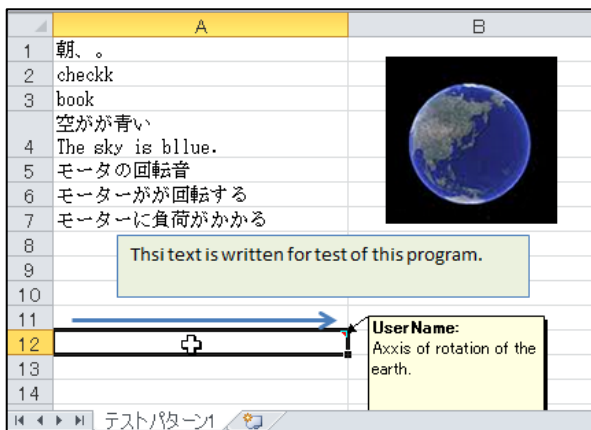 A B
1 朝、。
2 checkk
3 book
空がが青い
4 The sky is bllue.
5 モータの回転音
6 モーターがが回転する
7 モーターに負荷がかかる
8
Thsi text is written for test of this program.
9
10
11
UserName:
12
Axxis of rotation of the
13
earth.
14
テストパターン1